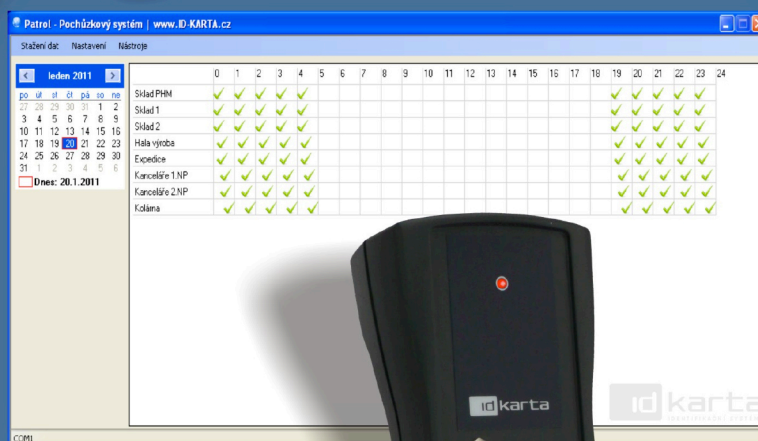 Patrol - Pochůzkový systém | www.ID-KARTA.cz
Stažení dat Nastavení Nástroje
leden 2011
po út st čt pá so ne
27 28 29 30 31 1 2
3 4 5 6 7 8 9
10 11 12 13 14 15 16
17 18 19 20 21 22 23
24 25 26 27 28 29 30
31 1 2 3 4 5 6
Dnes: 20.1.2011
0 1 2 3 4 5 6 7 8 9 10 11 12 13 14 15 16 17 18 19 20 21 22 23 24
Sklad PHM
Sklad 1
Sklad 2
Hala výroba
Expedice
Kanceláře 1.NP
Kanceláře 2.NP
Kolárna
id karta
id karta
COM1